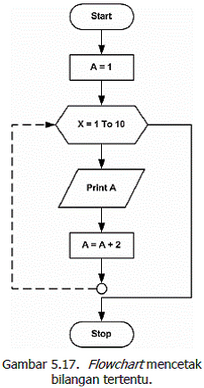 Start
A = 1
X = 1 To 10
Print A
A = A + 2
Stop
Gambar 5.17. Flowchart mencetak
bilangan tertentu.